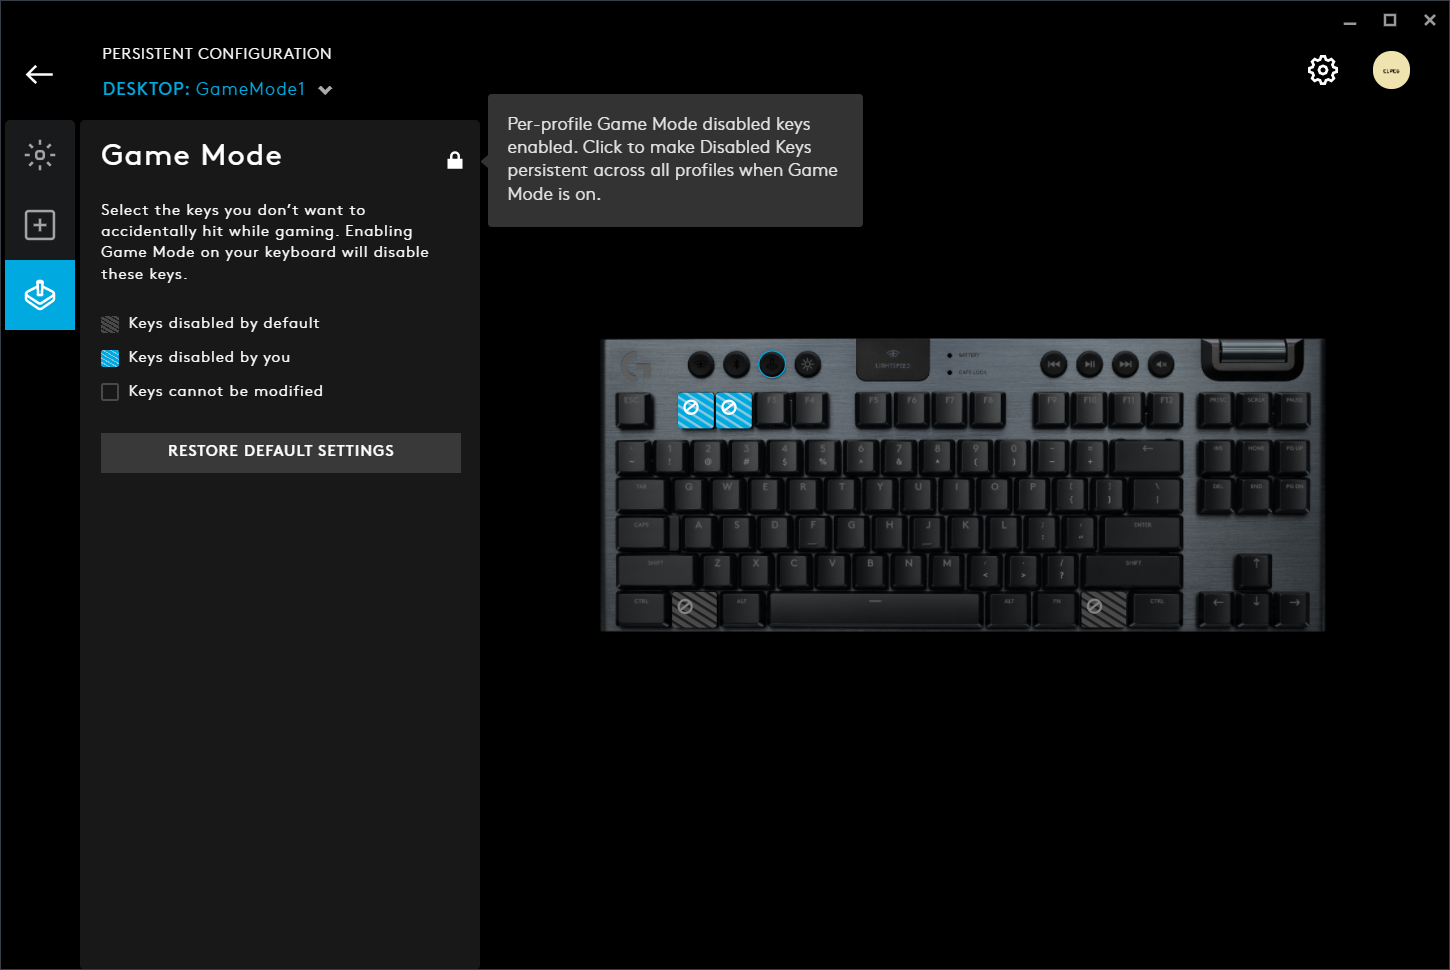 PERSISTENT CONFIGURATION
DESKTOP: GameMode1
CLPEG
Game Mode
Per-profile Game Mode disabled keys
enabled. Click to make Disabled Keys
persistent across all profiles when Game
Mode is on.
Select the keys you don't want to
accidentally hit while gaming. Enabling
Game Mode on your keyboard will disable
these keys.
Keys disabled by default
Keys disabled by you
Keys cannot be modified
RESTORE DEFAULT SETTINGS
LIGHTSPEED
BATTERY
CAPS LOCK
ESC F3 F4 F5 F6 F7 F8 F9 F10 F11 F12 PRTSC SCRLK PAUSE
1 2 3 4 5 6 7 8 9 0 INS HOME PG UP
TAB Q W E R T Y U I O P DEL END PG DN
CAPS A S D F G H J K L ENTER
SHIFT Z X C V B N M SHIFT
CTRL ALT ALT FN CTRL